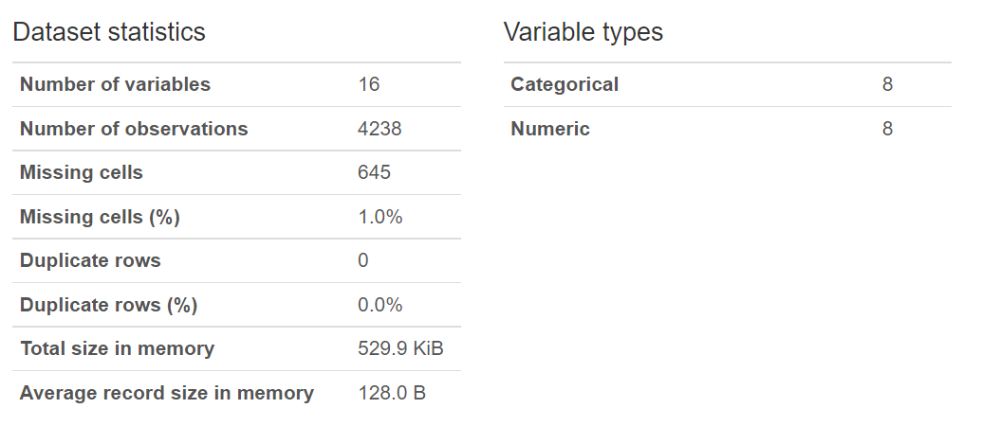 Dataset statistics
Number of variables 16
Number of observations 4238
Missing cells 645
Missing cells (%) 1.0%
Duplicate rows 0
Duplicate rows (%) 0.0%
Total size in memory 529.9 KiB
Average record size in memory 128.0 B
Variable types
Categorical 8
Numeric 8